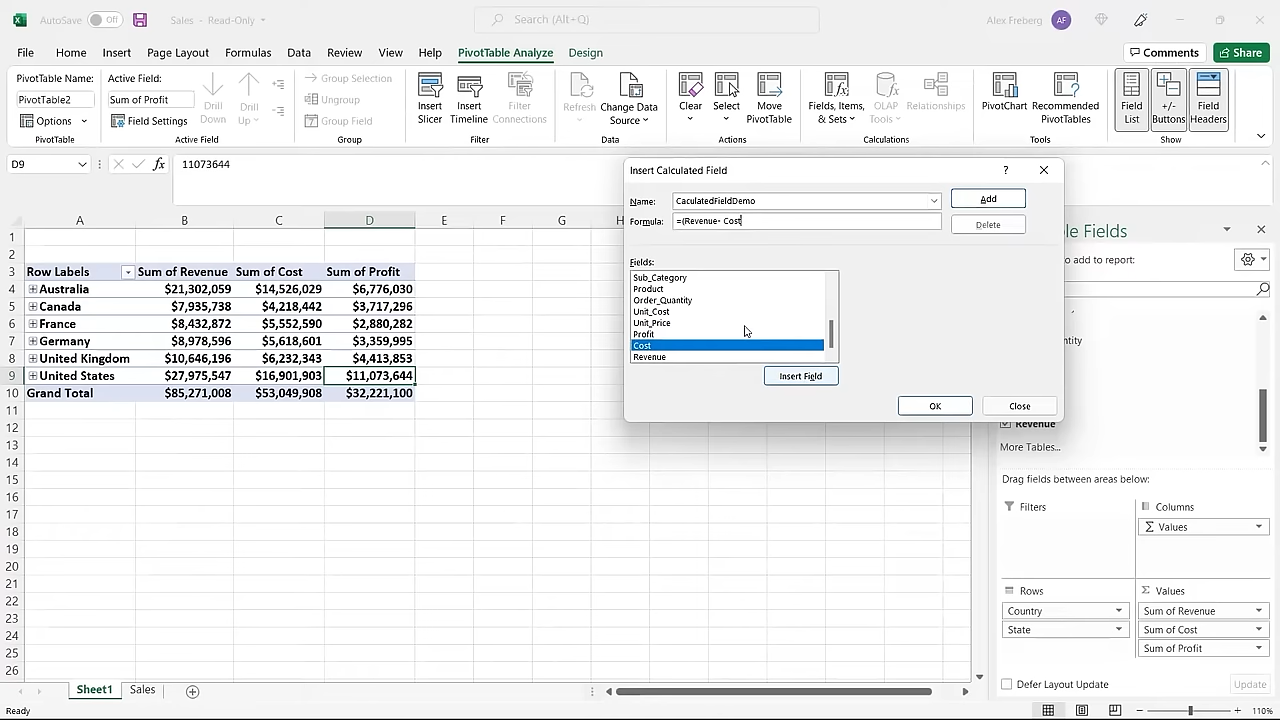 AutoSave Off Sales - Read-Only Search (Alt+Q) Alex Freberg AF
File Home Insert Page Layout Formulas Data Review View Help PivotTable Analyze Design Comments Share
PivotTable Name:
PivotTable2
Options
PivotTable
Active Field:
Sum of Profit
Field Settings
Drill
Down
Drill
Up
Active Field
Group Selection
Ungroup
Group Field
Group
Insert
Slicer
Insert
Timeline
Filter
Connections
Filter
Refresh
Change Data
Source
Data
Clear
Select
Move
PivotTable
Actions
Fields, Items,
& Sets
OLAP
Tools
Relationships
Calculations
PivotChart
Recommended
PivotTables
Tools
Field
List
+/-
Buttons
Field
Headers
Show
D9 fx 11073644
A B C D E F G H
1
2
3 Row Labels Sum of Revenue Sum of Cost Sum of Profit
4 Australia $21,302,059 $14,526,029 $6,776,030
5 Canada $7,935,738 $4,218,442 $3,717,296
6 France $8,432,872 $5,552,590 $2,880,282
7 Germany $8,978,596 $5,618,601 $3,359,995
8 United Kingdom $10,646,196 $6,232,343 $4,413,853
9 United States $27,975,547 $16,901,903 $11,073,644
10 Grand Total $85,271,008 $53,049,908 $32,221,100
11
12
13
14
15
16
17
18
19
20
21
22
23
24
25
26
Insert Calculated Field ?
Name: CaculatedFieldDemo Add
Formula: =(Revenue- Cost Delete
Fields:
Sub_Category
Product
Order_Quantity
Unit_Cost
Unit_Price
Profit
Cost
Revenue
Insert Field
OK Close
le Fields
o add to report:
Revenue
More Tables...
Drag fields between areas below:
Filters
Columns
Σ Values
Rows
Country
State
Σ Values
Sum of Revenue
Sum of Cost
Sum of Profit
Defer Layout Update Update
Sheet1 Sales
Ready 110%